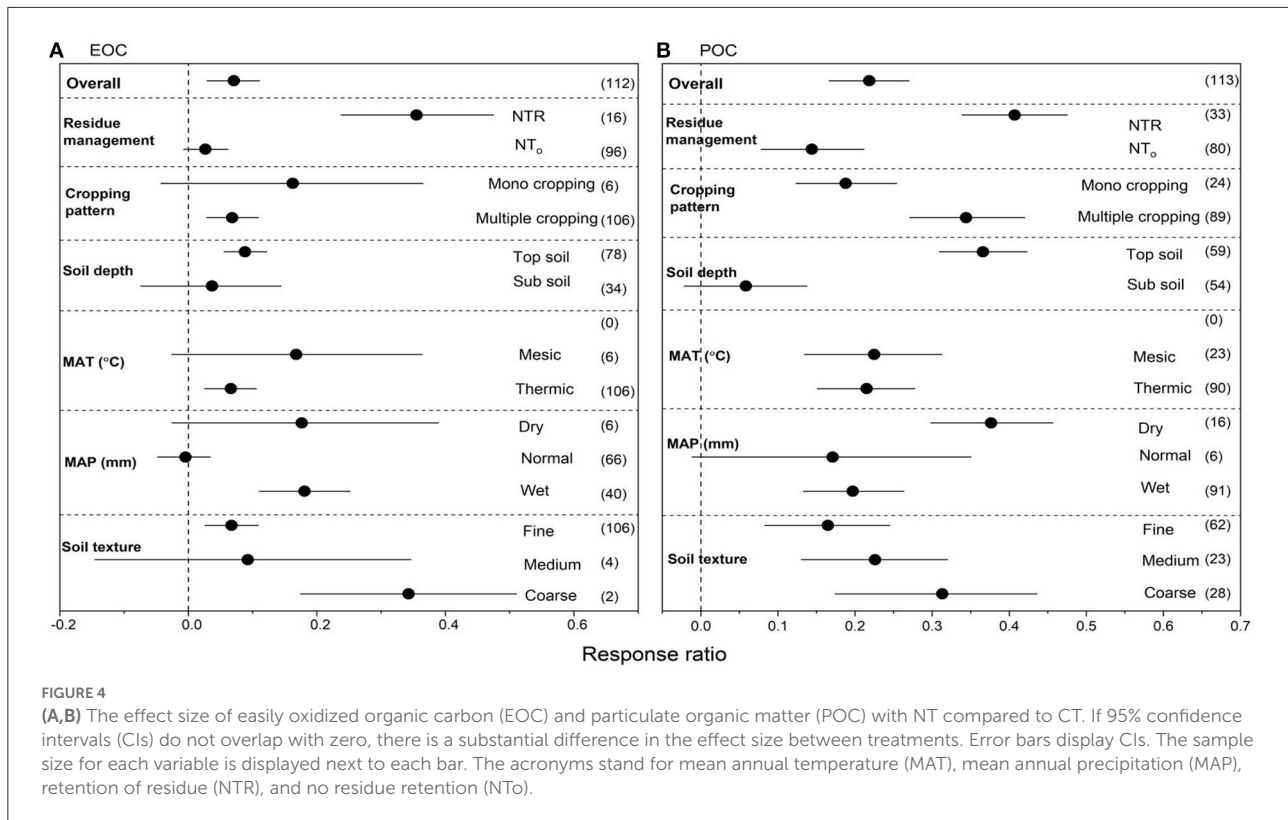 A EOC
Overall (112)
Residue management
NTR (16)
NTo (96)
Cropping pattern
Mono cropping (6)
Multiple cropping (106)
Soil depth
Top soil (78)
Sub soil (34)
(0)
MAT (°C)
Mesic (6)
Thermic (106)
MAP (mm)
Dry (6)
Normal (66)
Wet (40)
Soil texture
Fine (106)
Medium (4)
Coarse (2)
-0.2 0.0 0.2 0.4 0.6
B POC
Overall (113)
Residue management
NTR (33)
NTo (80)
Cropping pattern
Mono cropping (24)
Multiple cropping (89)
Soil depth
Top soil (59)
Sub soil (54)
(0)
MAT (°C)
Mesic (23)
Thermic (90)
MAP (mm)
Dry (16)
Normal (6)
Wet (91)
Soil texture
Fine (62)
Medium (23)
Coarse (28)
0.0 0.1 0.2 0.3 0.4 0.5 0.6 0.7
Response ratio
FIGURE 4
(A,B) The effect size of easily oxidized organic carbon (EOC) and particulate organic matter (POC) with NT compared to CT. If 95% confidence
intervals (CIs) do not overlap with zero, there is a substantial difference in the effect size between treatments. Error bars display CIs. The sample
size for each variable is displayed next to each bar. The acronyms stand for mean annual temperature (MAT), mean annual precipitation (MAP),
retention of residue (NTR), and no residue retention (NTo).